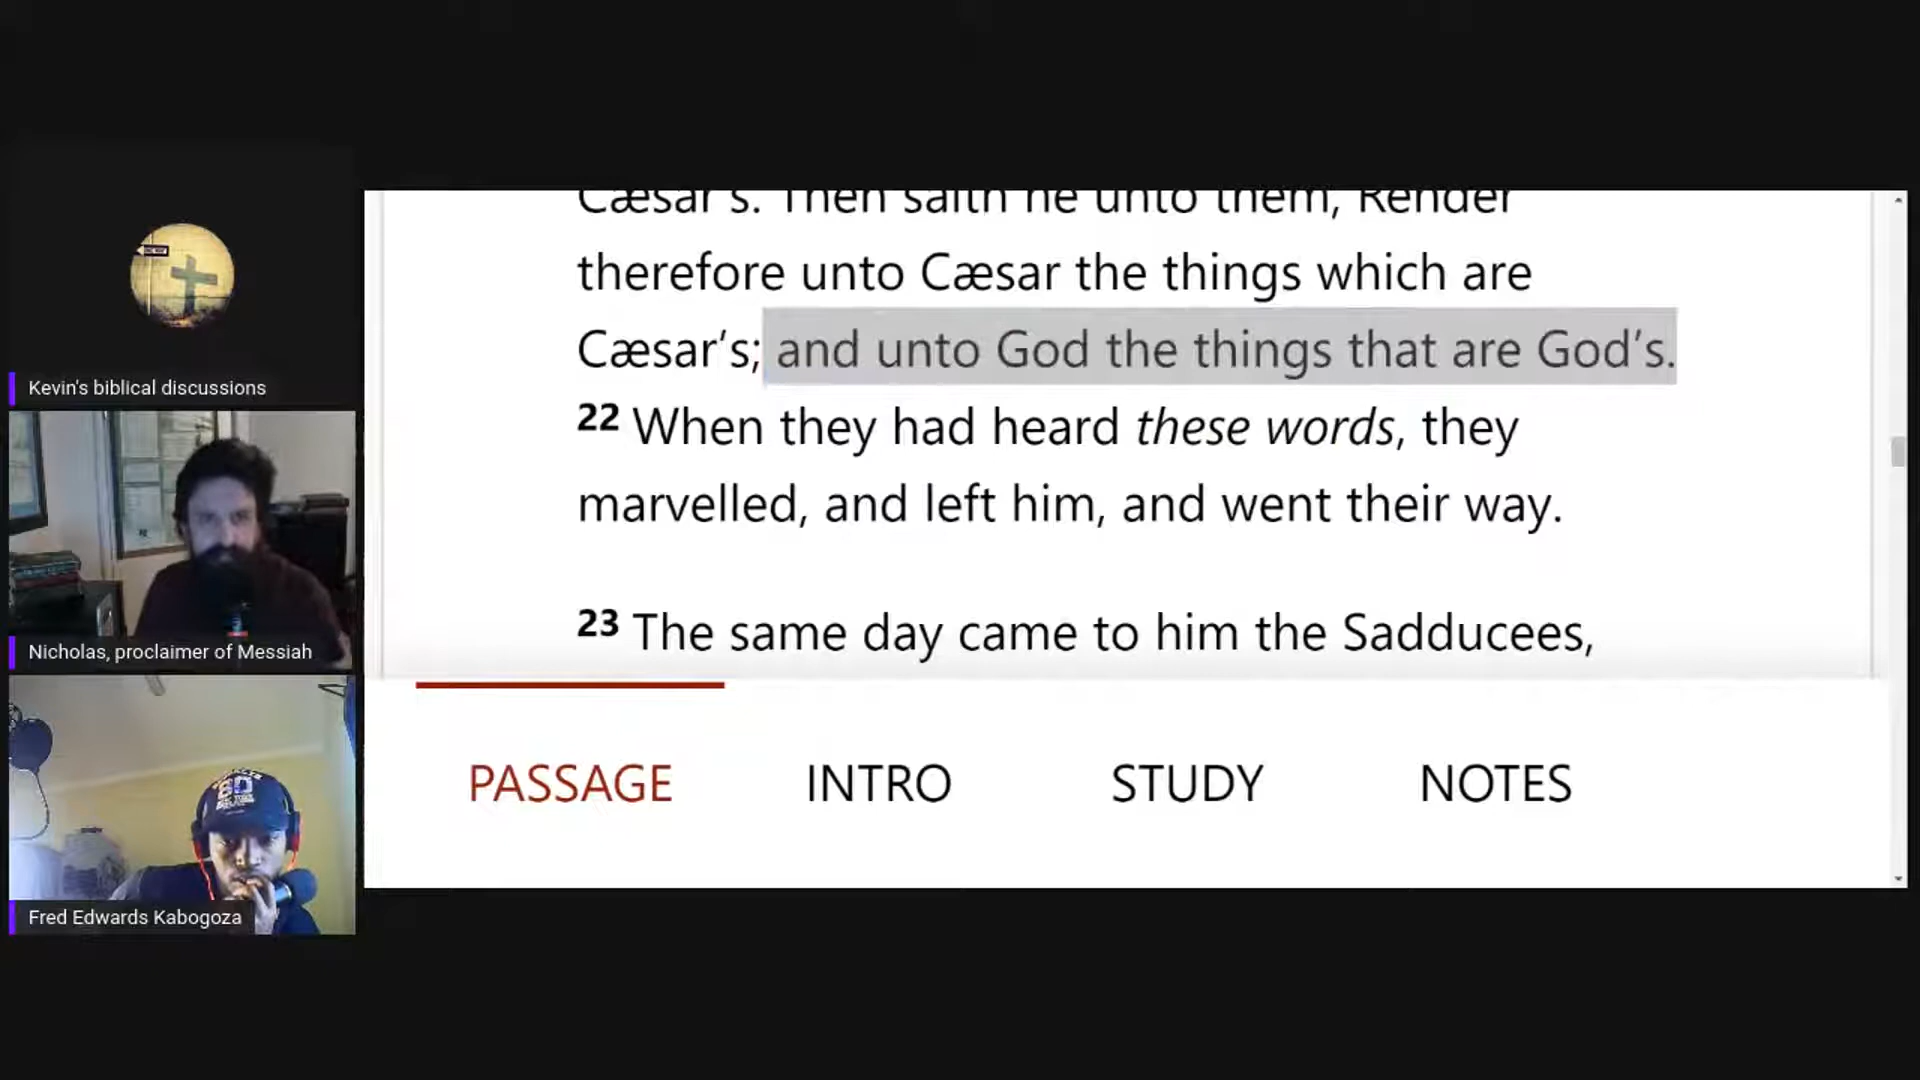 Kevin's biblical discussions
Nicholas, proclaimer of Messiah
80
Fred Edwards Kabogoza
Cæsar’s. Then saith he unto them, Render
therefore unto Cæsar the things which are
Cæsar’s; and unto God the things that are God’s.
22 When they had heard these words, they
marvelled, and left him, and went their way.
23 The same day came to him the Sadducees,
PASSAGE
INTRO
STUDY
NOTES